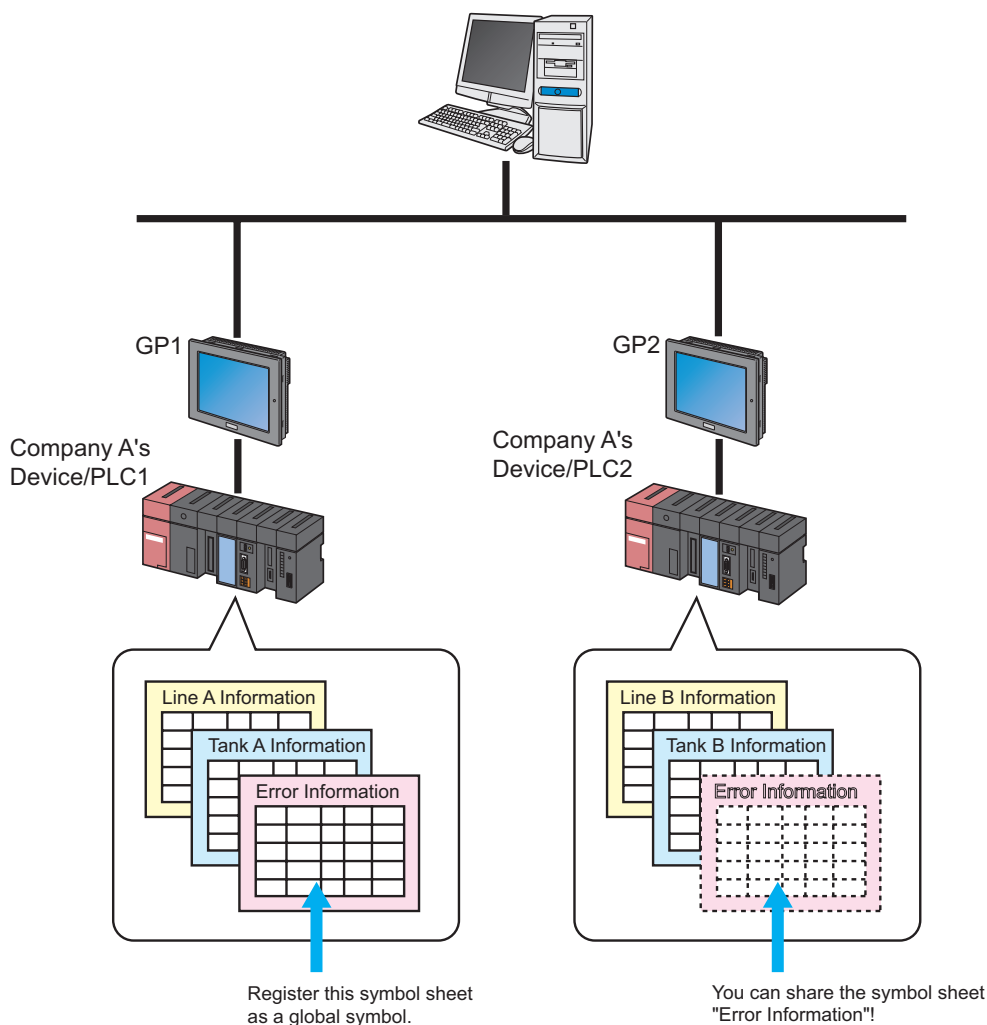 GP1
GP2
Company A's
Device/PLC1
Company A's
Device/PLC2
Line A Information
Tank A Information
Error Information
Line B Information
Tank B Information
Error Information
Register this symbol sheet
as a global symbol.
You can share the symbol sheet
"Error Information"!